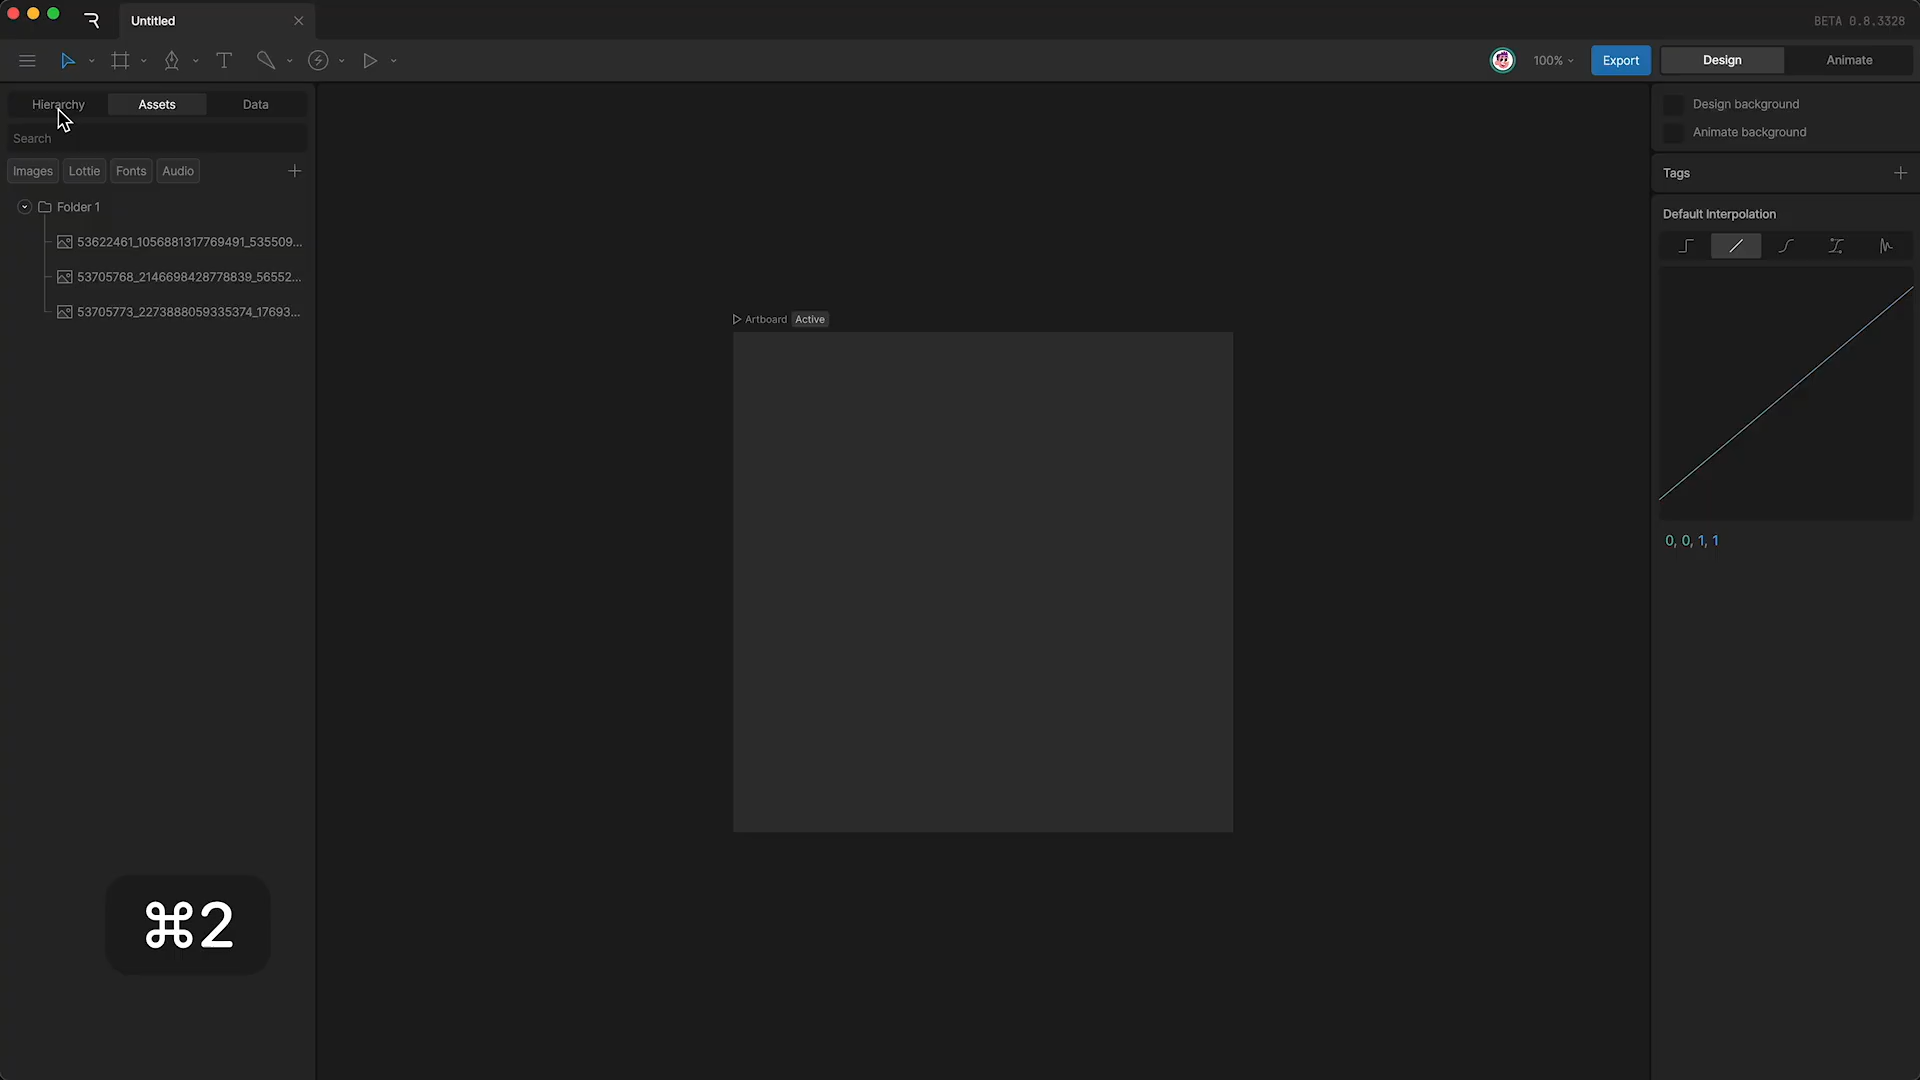 Untitled
BETA 0.8.3328
100%
Export
Design
Animate
Hierarchy
Assets
Data
Search
Images
Lottie
Fonts
Audio
Folder 1
53622461_1056881317769491_535509...
53705768_2146698428778839_56552...
53705773_2273888059335374_17693...
Artboard Active
Design background
Animate background
Tags
Default Interpolation
0, 0, 1, 1
⌘2